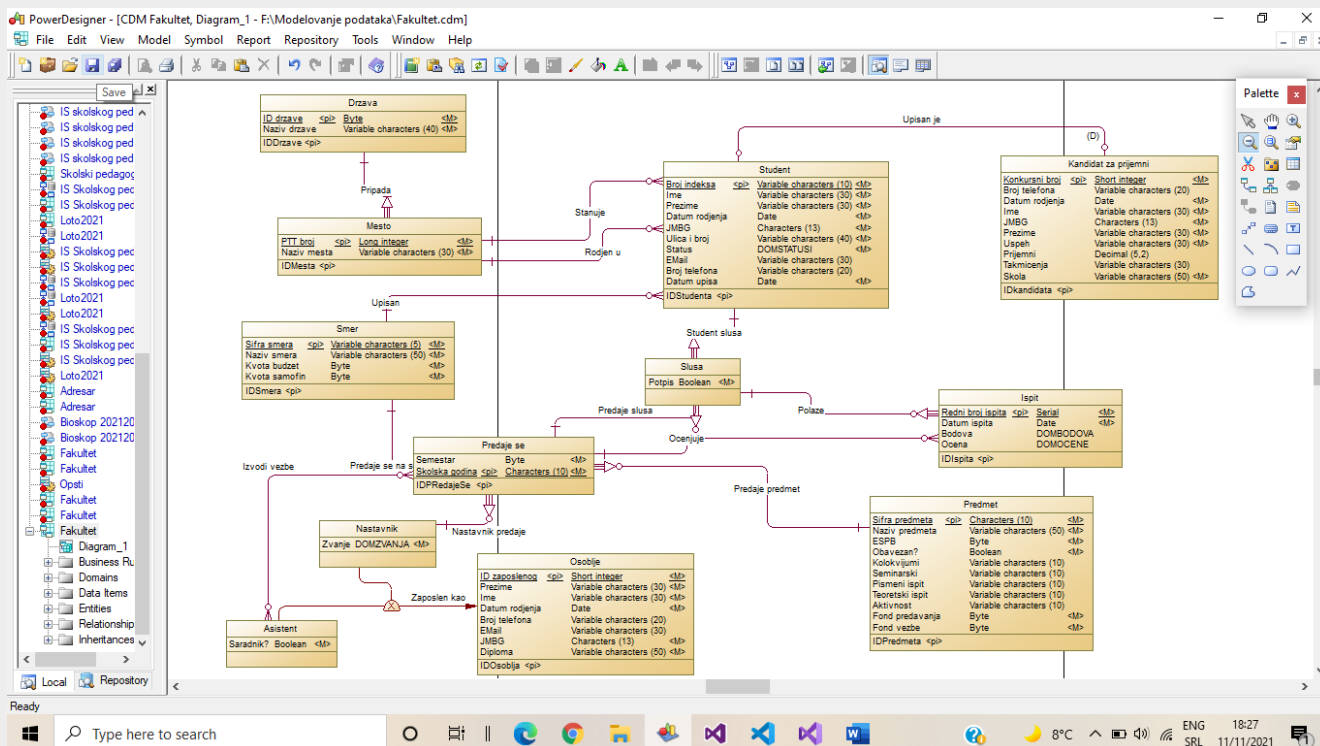 PowerDesigner - [CDM Fakultet, Diagram_1 - F:\Modelovanje podataka\Fakultet.cdm]
File Edit View Model Symbol Report Repository Tools Window Help
Save
IS skolskog ped
IS skolskog ped
IS skolskog ped
IS skolskog ped
Skolski pedagog
IS Skolskog pec
IS Skolskog pec
Loto2021
Loto2021
IS Skolskog pec
IS Skolskog pec
IS Skolskog pec
Loto2021
Loto2021
IS Skolskog pec
IS Skolskog pec
IS Skolskog pec
Loto2021
Adresar
Adresar
Bioskop 202120
Bioskop 202120
Fakultet
Fakultet
Opsti
Fakultet
Fakultet
Fakultet
Diagram_1
Business Ru
Domains
Data Items
Entities
Relationship
Inheritances
Local Repository
Drzava
ID drzave <pi> Byte <M>
Naziv drzave Variable characters (40) <M>
IDDrzave <pi>
Pripada
Mesto
PTT broj <pi> Long integer <M>
Naziv mesta Variable characters (30) <M>
IDMesta <pi>
Stanuje
Rodjen u
Upisan je
(D)
Student
Broj indeksa <pi> Variable characters (10) <M>
Ime Variable characters (30) <M>
Prezime Variable characters (30) <M>
Datum rodjenja Date <M>
JMBG Characters (13) <M>
Ulica i broj Variable characters (40) <M>
Status DOMSTATUSI <M>
EMail Variable characters (30)
Broj telefona Variable characters (20)
Datum upisa Date <M>
IDStudenta <pi>
Kandidat za prijemni
Konkursni broj <pi> Short integer <M>
Broj telefona Variable characters (20)
Datum rodjenja Date <M>
Ime Variable characters (30) <M>
JMBG Characters (13) <M>
Prezime Variable characters (30) <M>
Uspeh Variable characters (30) <M>
Prijemni Decimal (5,2)
Takmicenja Variable characters (30)
Skola Variable characters (50) <M>
IDkandidata <pi>
Palette
Upisan
Smer
Sifra smera <pi> Variable characters (5) <M>
Naziv smera Variable characters (50) <M>
Kvota budzet Byte <M>
Kvota samofin Byte <M>
IDSmera <pi>
Student slusa
Slusa
Potpis Boolean <M>
Predaje slusa
Polaze
Ocenjuje
Ispit
Redni broj ispita <pi> Serial <M>
Datum ispita Date <M>
Bodova DOMBODOVA
Ocena DOMOCENE
IDIspita <pi>
Predaje se
Semestar Byte <M>
Skolska godina <pi> Characters (10) <M>
IDPRedajeSe <pi>
Izvodi vezbe
Predaje se na s
Predaje predmet
Nastavnik
Zvanje DOMZVANJA <M>
Nastavnik predaje
Predmet
Sifra predmeta <pi> Characters (10) <M>
Naziv predmeta Variable characters (50) <M>
ESPB Byte <M>
Obavezan? Boolean <M>
Kolokvijumi Variable characters (10)
Seminarski Variable characters (10)
Pismeni ispit Variable characters (10)
Teoretski ispit Variable characters (10)
Aktivnost Variable characters (10)
Fond predavanja Byte <M>
Fond vezbe Byte <M>
IDPredmeta <pi>
Osoblje
ID zaposlenog <pi> Short integer <M>
Prezime Variable characters (30) <M>
Ime Variable characters (30) <M>
Datum rodjenja Date <M>
Broj telefona Variable characters (20)
EMail Variable characters (30)
JMBG Characters (13) <M>
Diploma Variable characters (50) <M>
IDOsoblja <pi>
Zaposlen kao
Asistent
Saradnik? Boolean <M>
Ready
Type here to search
8°C
ENG
SRL
18:27
11/11/2021
1